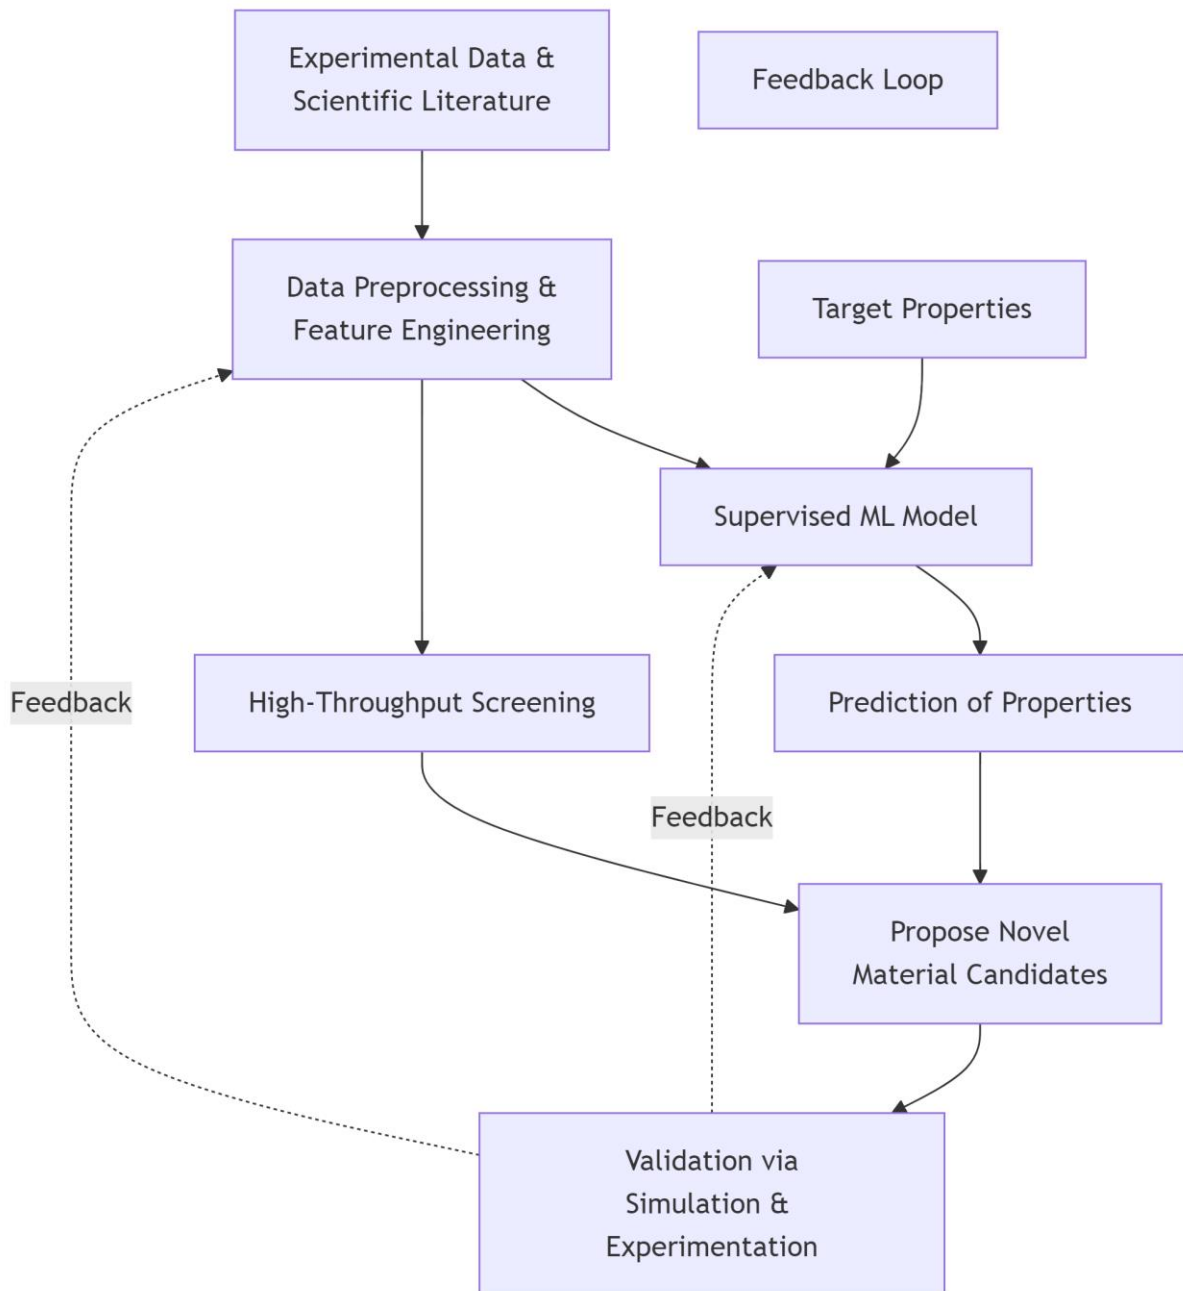 Experimental Data &
Scientific Literature
Feedback Loop
Data Preprocessing &
Feature Engineering
Target Properties
Supervised ML Model
High-Throughput Screening
Prediction of Properties
Feedback
Feedback
Propose Novel
Material Candidates
Validation via
Simulation &
Experimentation